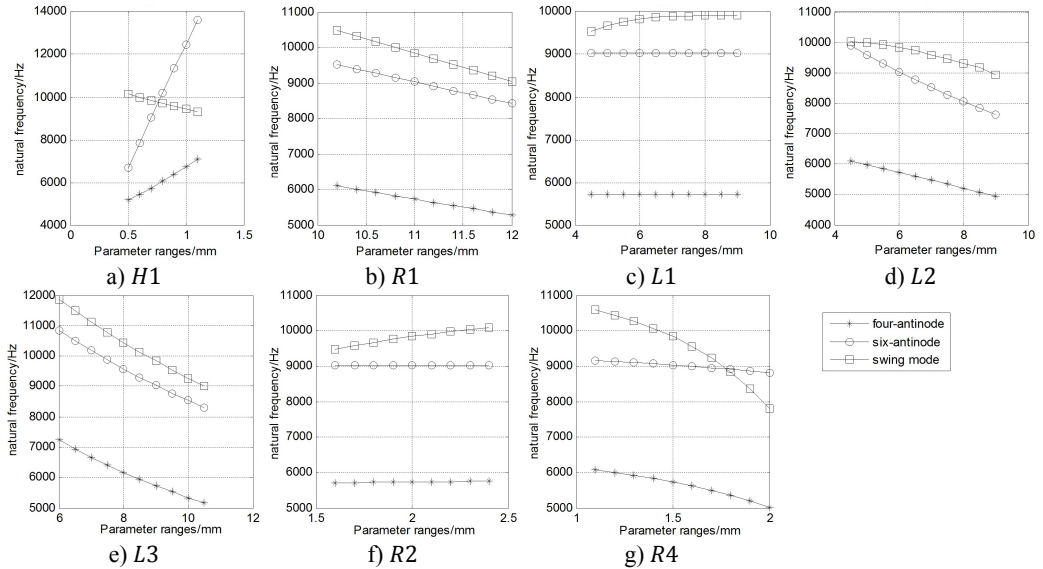 14000
12000
10000
8000
6000
4000
0 0.5 1 1.5
natural frequency/Hz
Parameter ranges/mm
a) H1
11000
10000
9000
8000
7000
6000
5000
10 10.5 11 11.5 12
natural frequency/Hz
Parameter ranges/mm
b) R1
10000
9000
8000
7000
6000
5000
4 6 8 10
natural frequency/Hz
Parameter ranges/mm
c) L1
11000
10000
9000
8000
7000
6000
5000
4000
4 6 8 10
natural frequency/Hz
Parameter ranges/mm
d) L2
12000
11000
10000
9000
8000
7000
6000
5000
6 8 10 12
natural frequency/Hz
Parameter ranges/mm
e) L3
11000
10000
9000
8000
7000
6000
5000
1.5 2 2.5
natural frequency/Hz
Parameter ranges/mm
f) R2
11000
10000
9000
8000
7000
6000
5000
1 1.5 2
natural frequency/Hz
Parameter ranges/mm
g) R4
four-antinode
six-antinode
swing mode